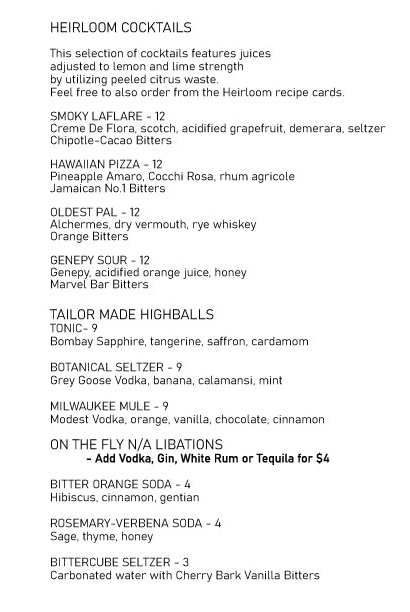 HEIRLOOM COCKTAILS
This selection of cocktails features juices
adjusted to lemon and lime strength
by utilizing peeled citrus waste.
Feel free to also order from the Heirloom recipe cards.
SMOKY LAFLARE - 12
Creme De Flora, scotch, acidified grapefruit, demerara, seltzer
Chipotle-Cacao Bitters
HAWAIIAN PIZZA - 12
Pineapple Amaro, Cocchi Rosa, rhum agricole
Jamaican No.1 Bitters
OLDEST PAL - 12
Alchermes, dry vermouth, rye whiskey
Orange Bitters
GENEPY SOUR - 12
Genepy, acidified orange juice, honey
Marvel Bar Bitters
TAILOR MADE HIGHBALLS
TONIC- 9
Bombay Sapphire, tangerine, saffron, cardamom
BOTANICAL SELTZER - 9
Grey Goose Vodka, banana, calamansi, mint
MILWAUKEE MULE - 9
Modest Vodka, orange, vanilla, chocolate, cinnamon
ON THE FLY N/A LIBATIONS
- Add Vodka, Gin, White Rum or Tequila for $4
BITTER ORANGE SODA - 4
Hibiscus, cinnamon, gentian
ROSEMARY-VERBENA SODA - 4
Sage, thyme, honey
BITTERCUBE SELTZER - 3
Carbonated water with Cherry Bark Vanilla Bitters